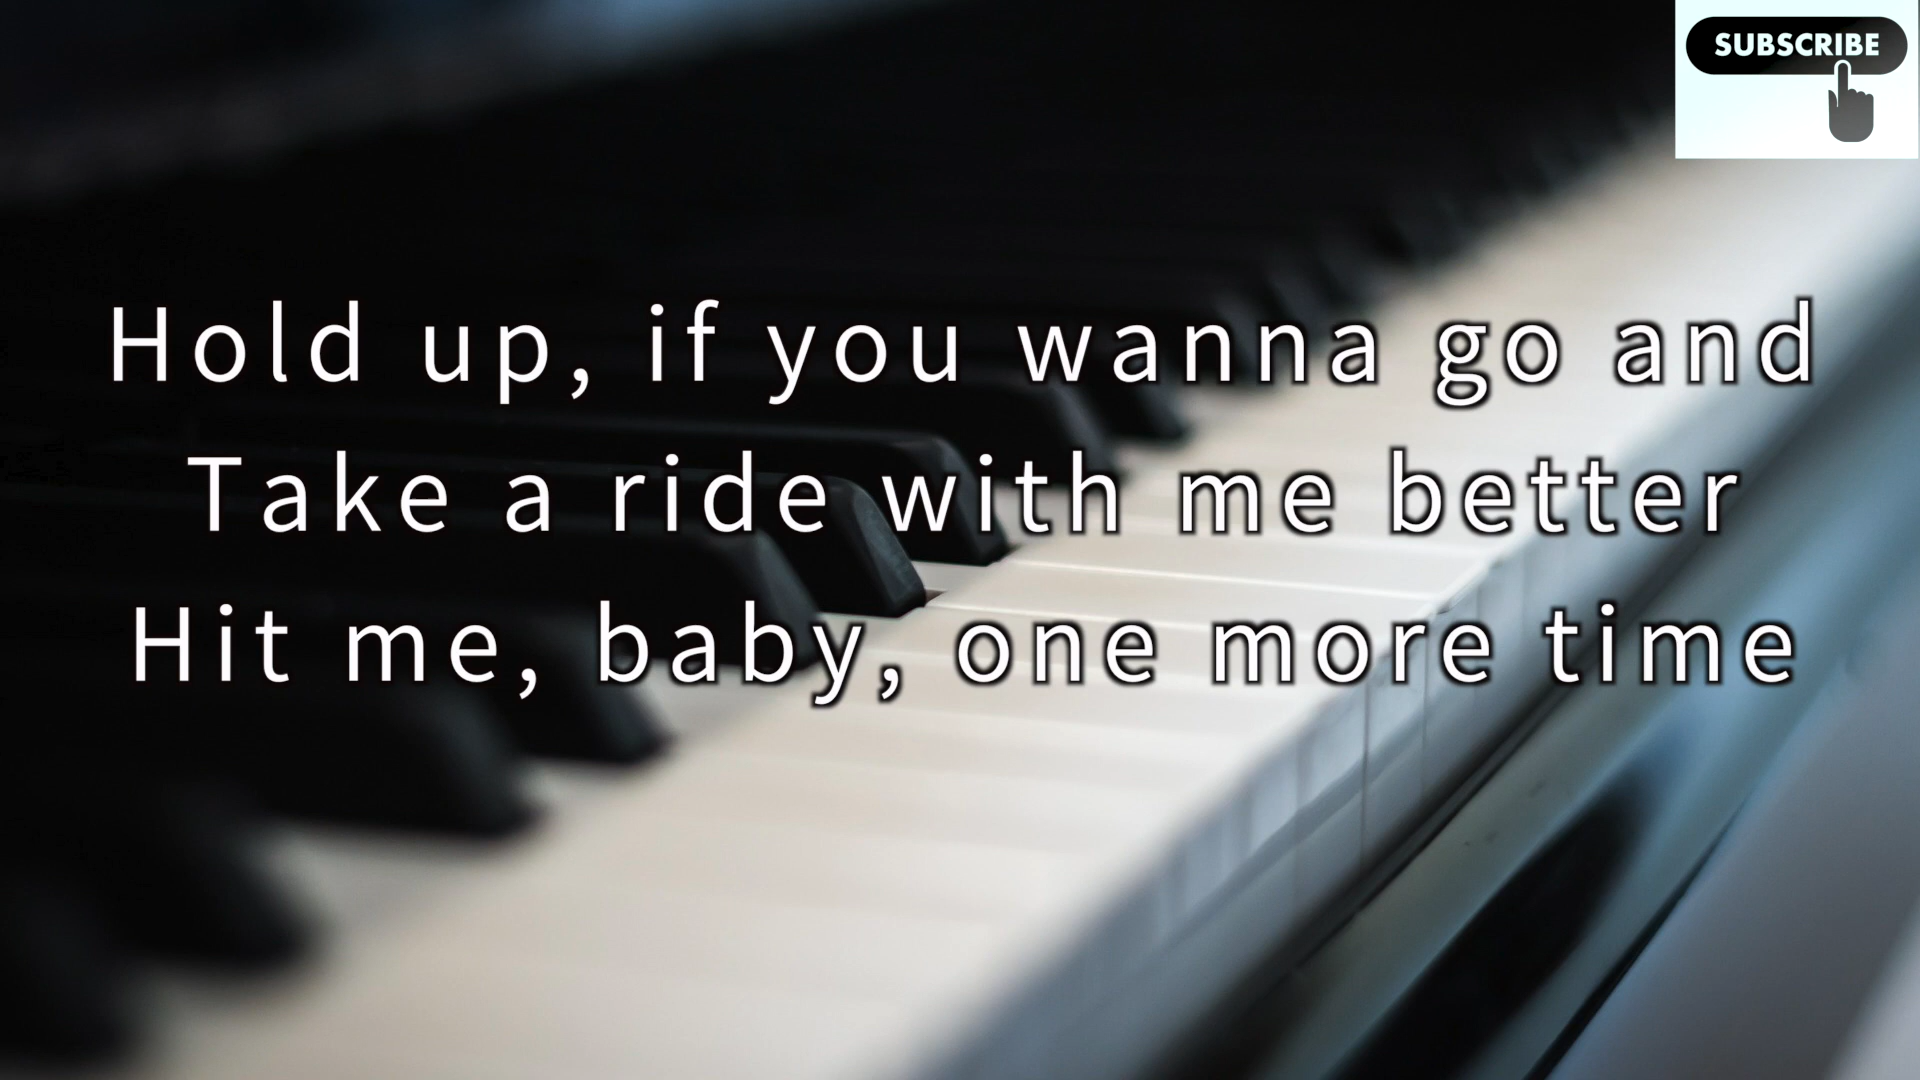 SUBSCRIBE
Hold up, if you wanna go and
Take a ride with me better
Hit me, baby, one more time